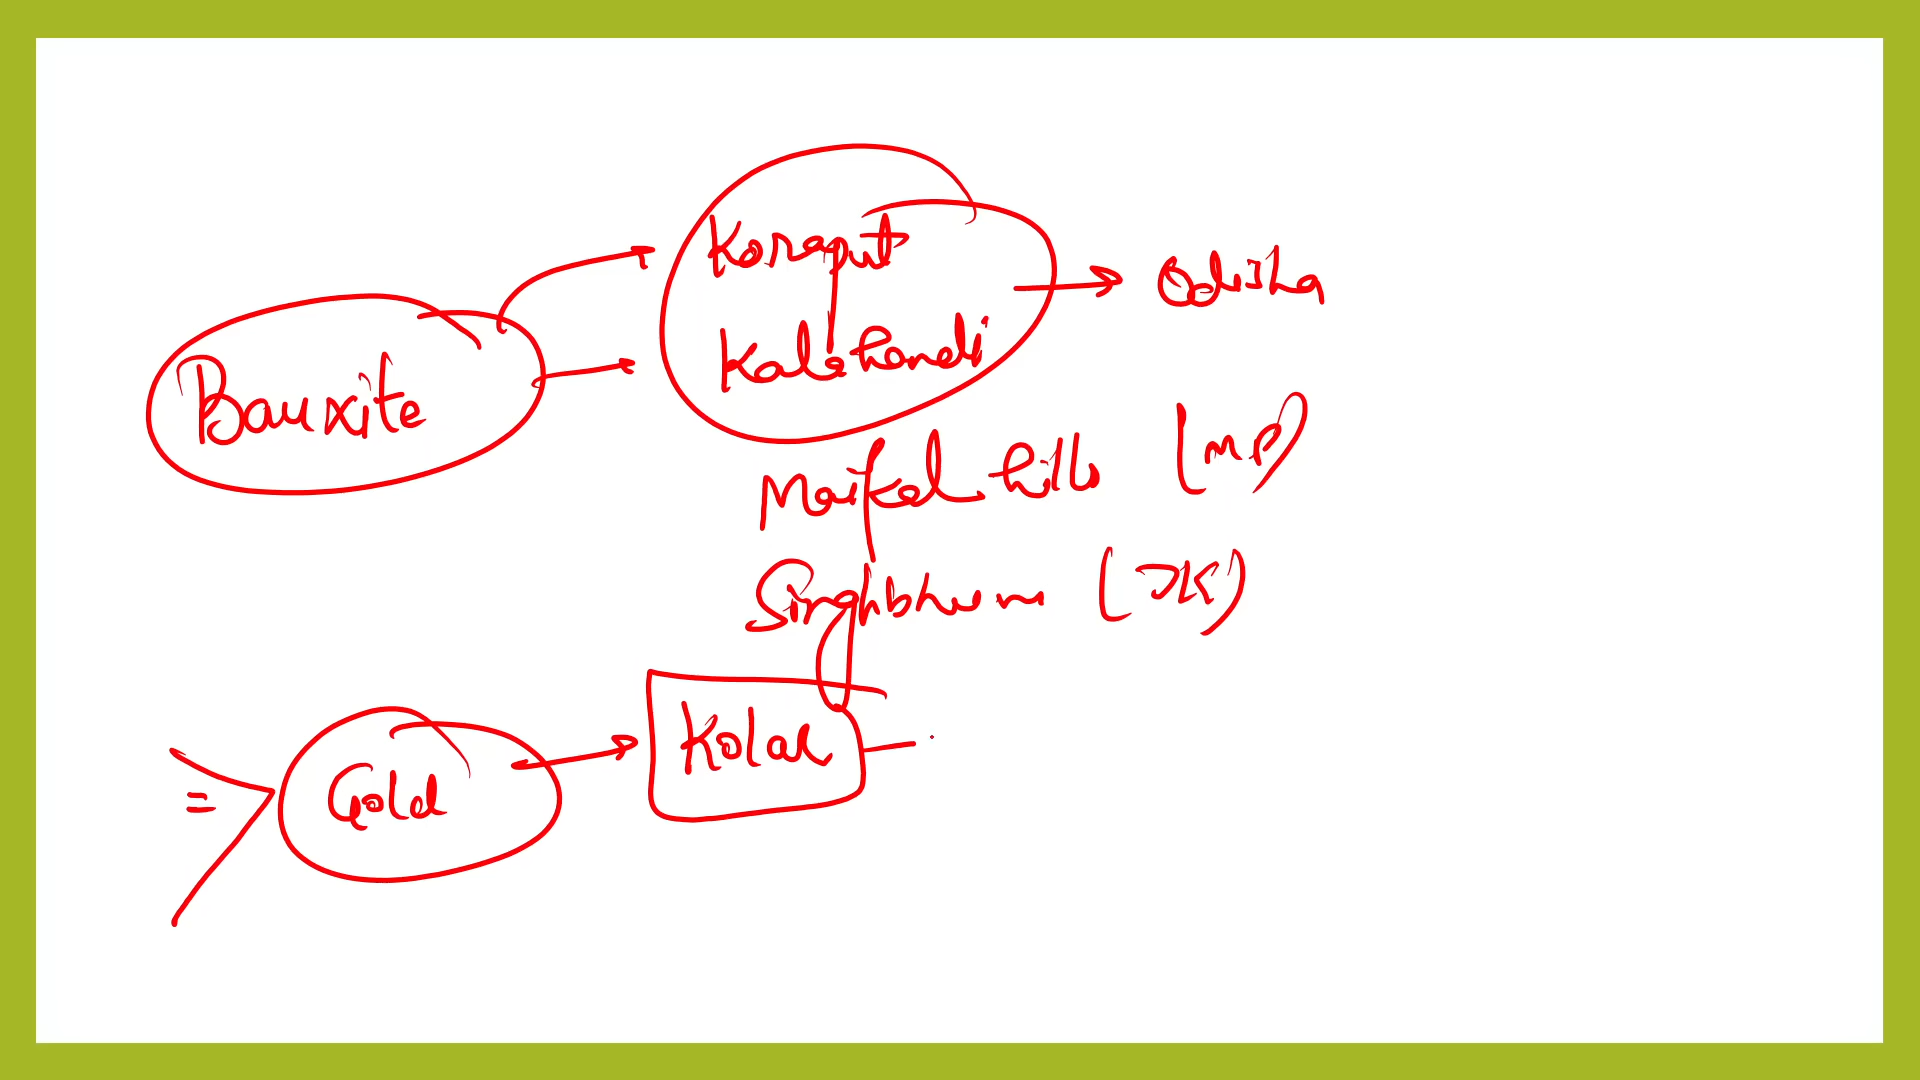 Koraput
Odisha
Kalahandi
Bauxite
Maikal hills (MP)
Singhbhum (JK)
Kolar
= Gold